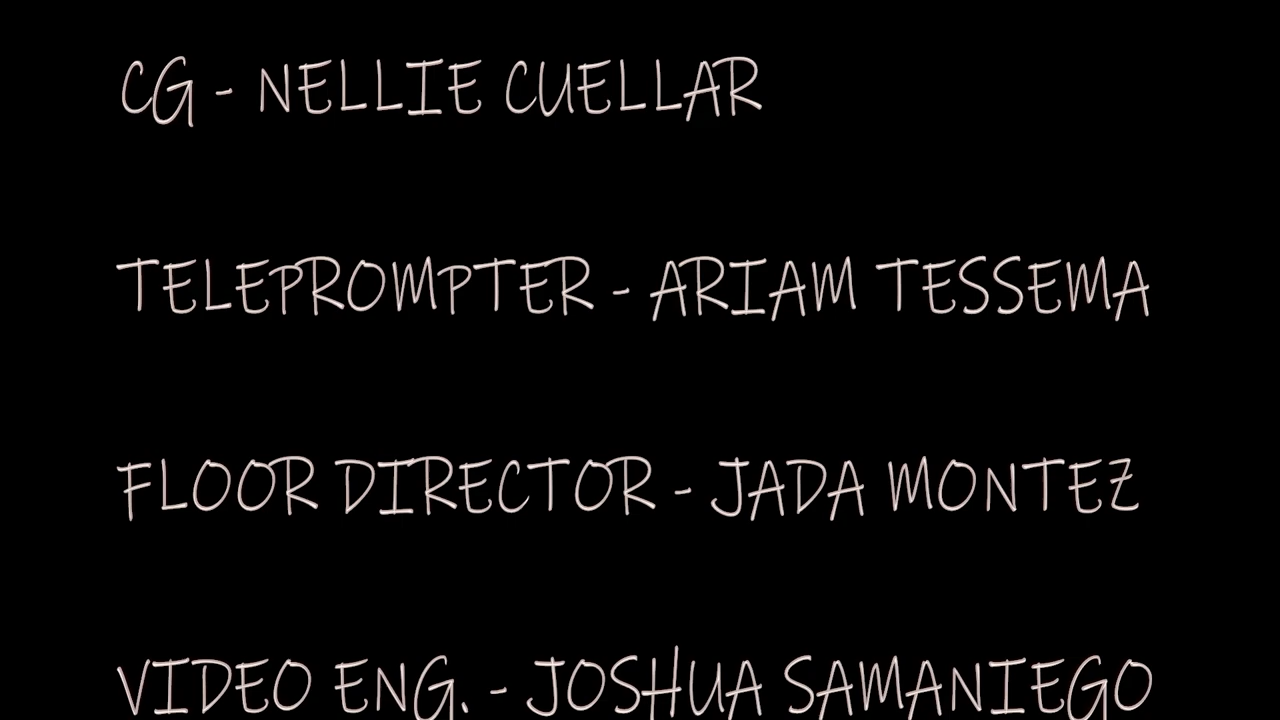 CG - NELLIE CUELLAR
TELEPROMPTER - ARIAM TESSEMA
FLOOR DIRECTOR - JADA MONTEZ
VIDEO ENG. - JOSHUA SAMANIEGO